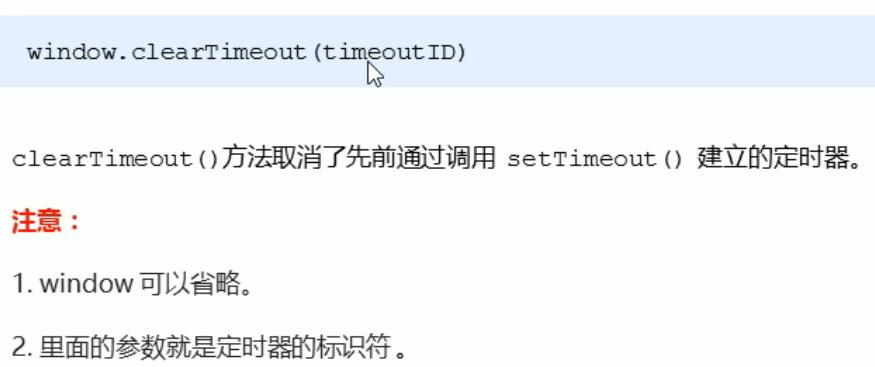 window.clearTimeout(timeoutID)
clearTimeout()方法取消了先前通过调用 setTimeout() 建立的定时器。
注意：
1. window 可以省略。
2. 里面的参数就是定时器的标识符 。